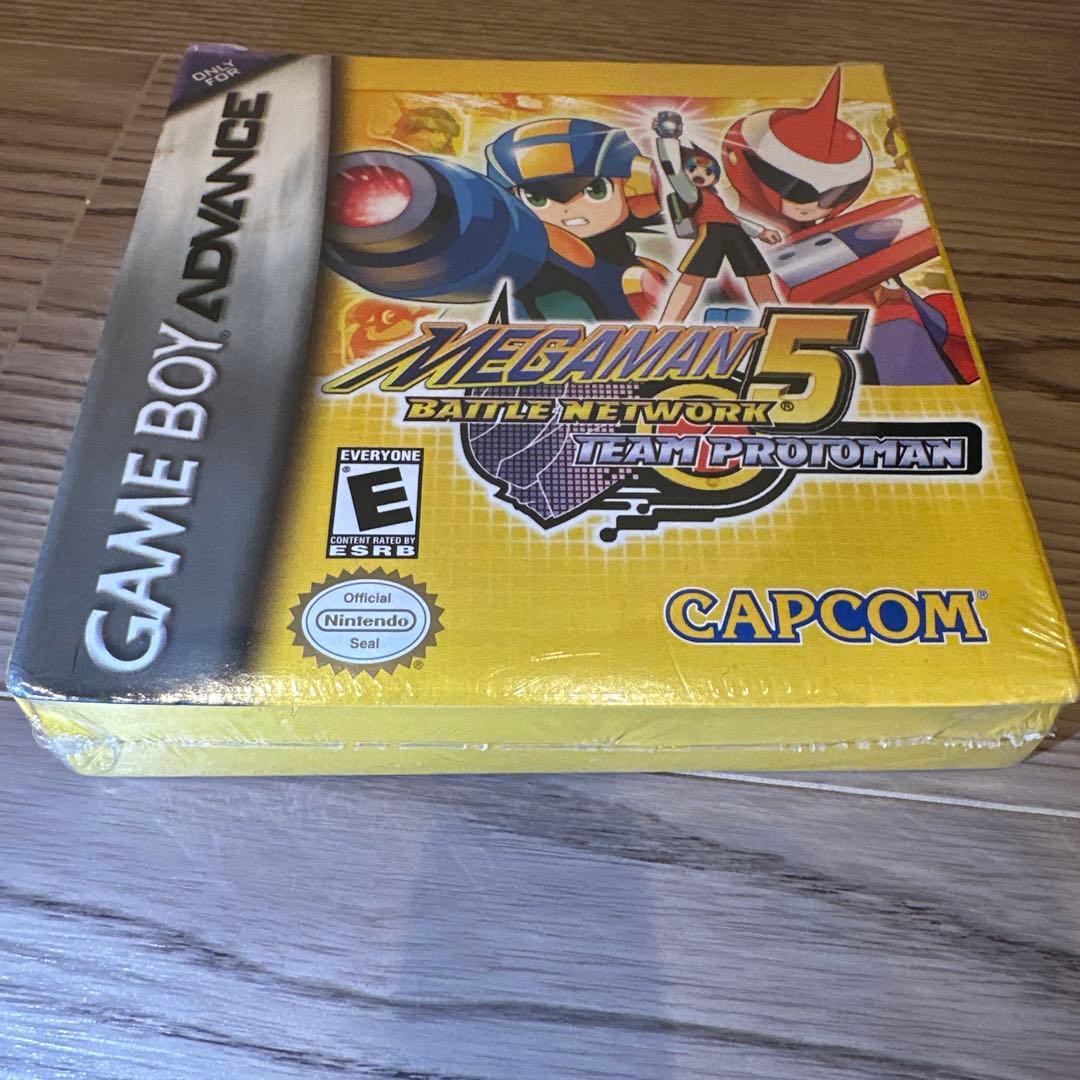 ONLY
FOR
GAME BOY ADVANCE
MEGAMAN 5
BATTLE NETWORK®
TEAM PROTOMAN
EVERYONE
E
®
CONTENT RATED BY
ESRB
Official
Nintendo
Seal
®
CAPCOM®